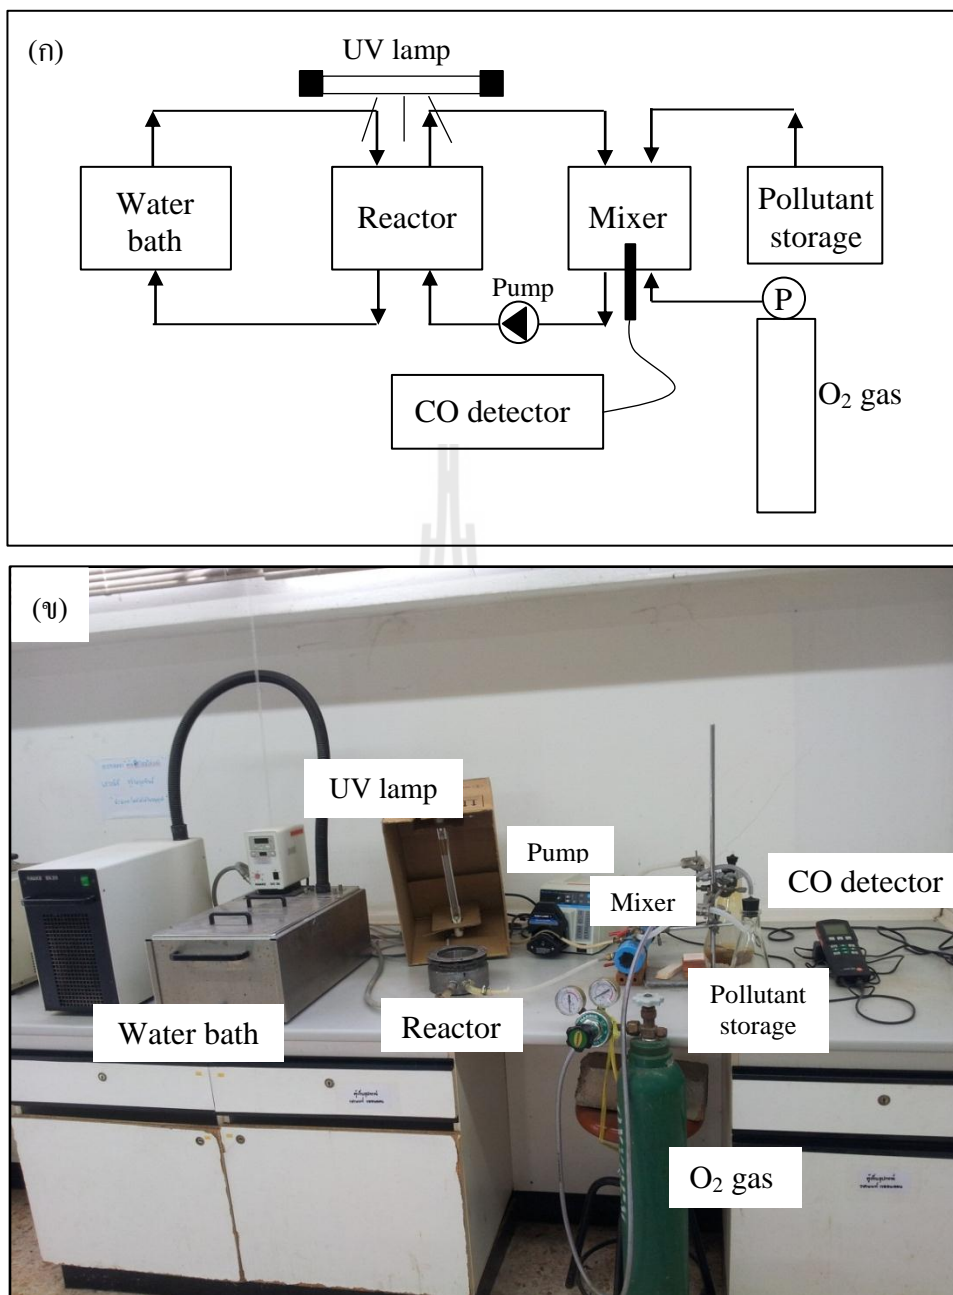 (ก)
UV lamp
Water
bath
Reactor
Mixer
Pollutant
storage
Pump
P
CO detector
O₂ gas
(ข)
UV lamp
Pump
Mixer
CO detector
Water bath
Reactor
Pollutant
storage
O₂ gas